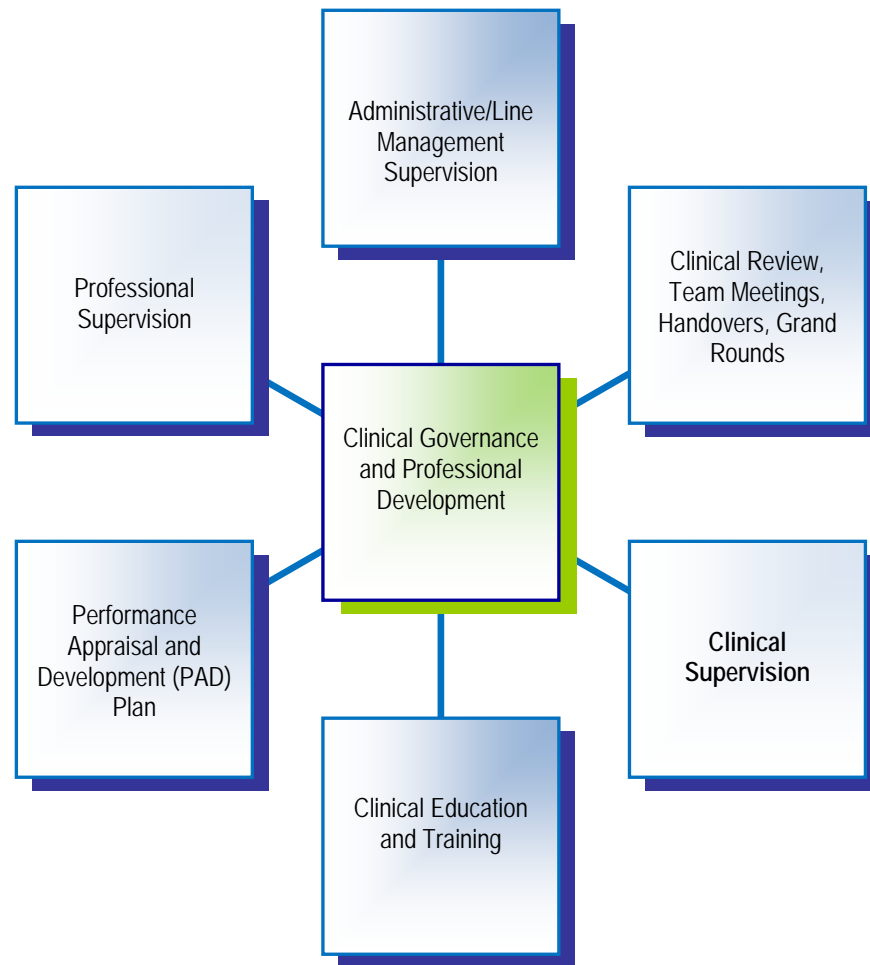 Administrative/Line
Management
Supervision
Professional
Supervision
Clinical Review,
Team Meetings,
Handovers, Grand
Rounds
Clinical Governance
and Professional
Development
Performance
Appraisal and
Development (PAD)
Plan
Clinical
Supervision
Clinical Education
and Training